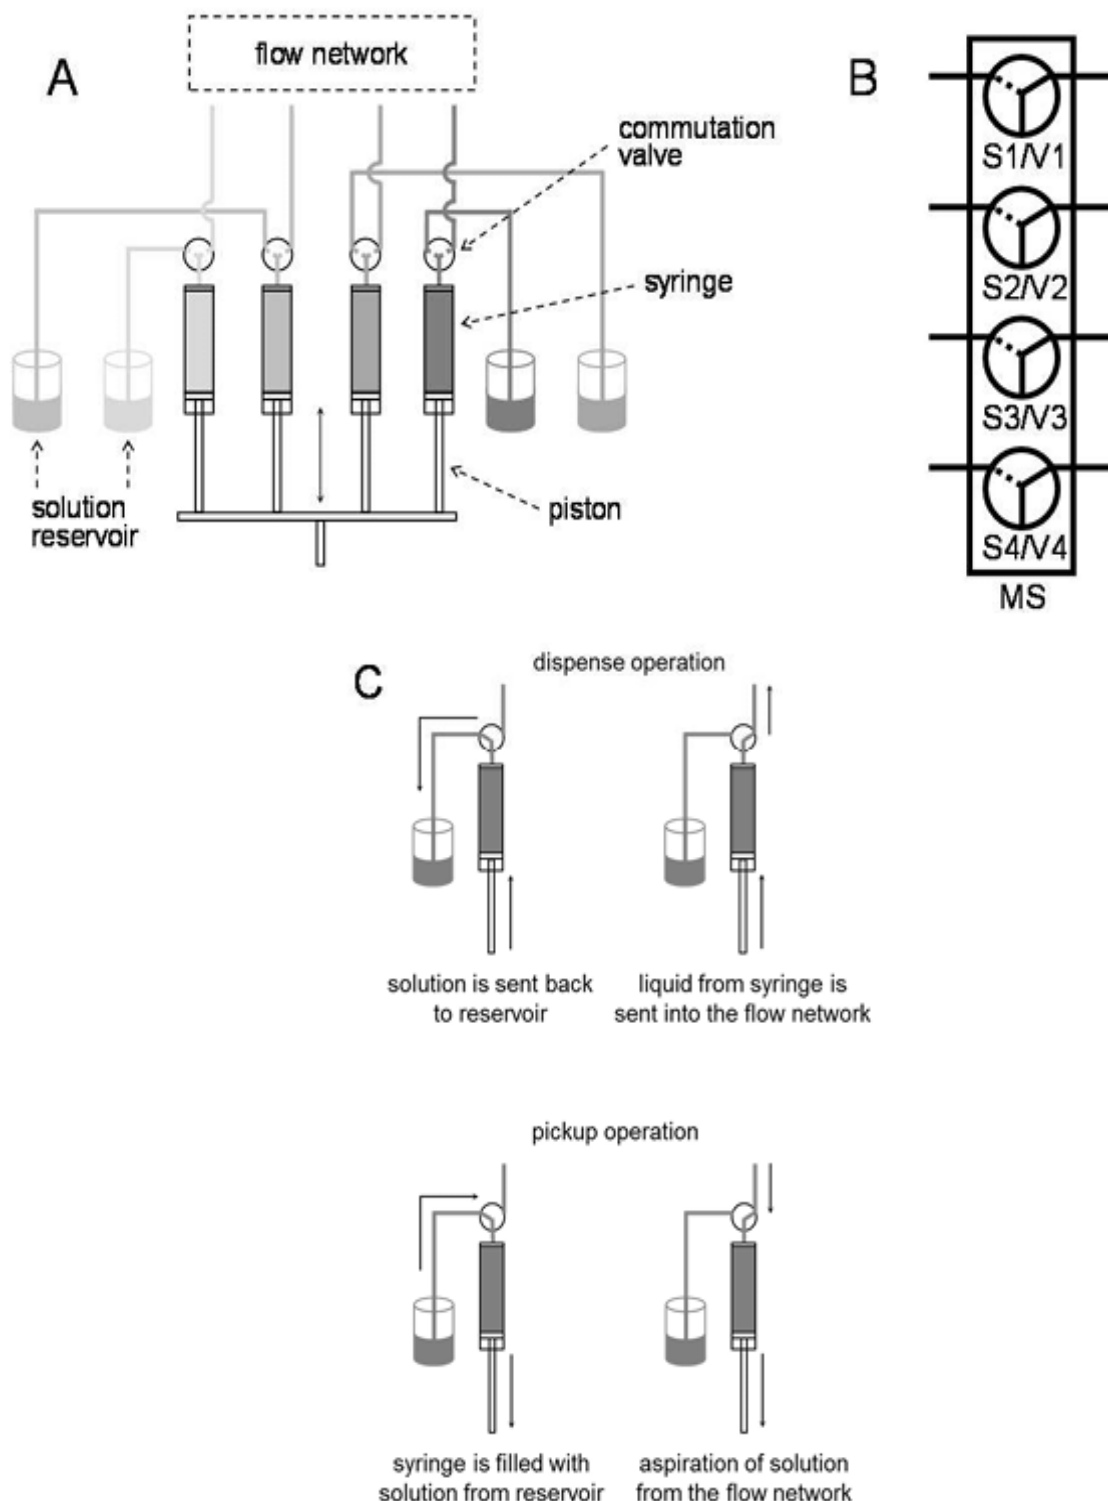 A
flow network
commutation
valve
syringe
solution
reservoir
piston
B
S1/V1
S2/V2
S3/V3
S4/V4
MS
C
dispense operation
solution is sent back
to reservoir
liquid from syringe is
sent into the flow network
pickup operation
syringe is filled with
solution from reservoir
aspiration of solution
from the flow network